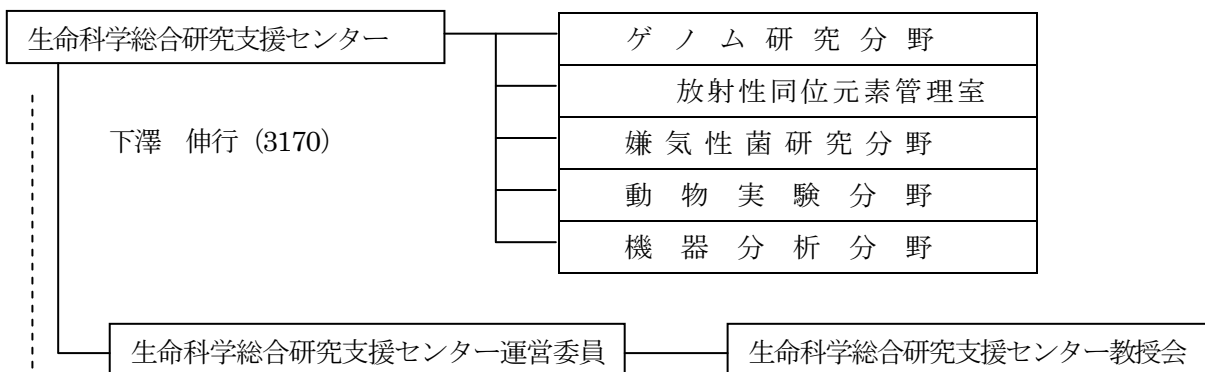 生命科学総合研究支援センター
ゲノム研究分野
放射性同位元素管理室
下澤 伸行 (3170)
嫌気性菌研究分野
動物実験分野
機器分析分野
生命科学総合研究支援センター運営委員
生命科学総合研究支援センター教授会